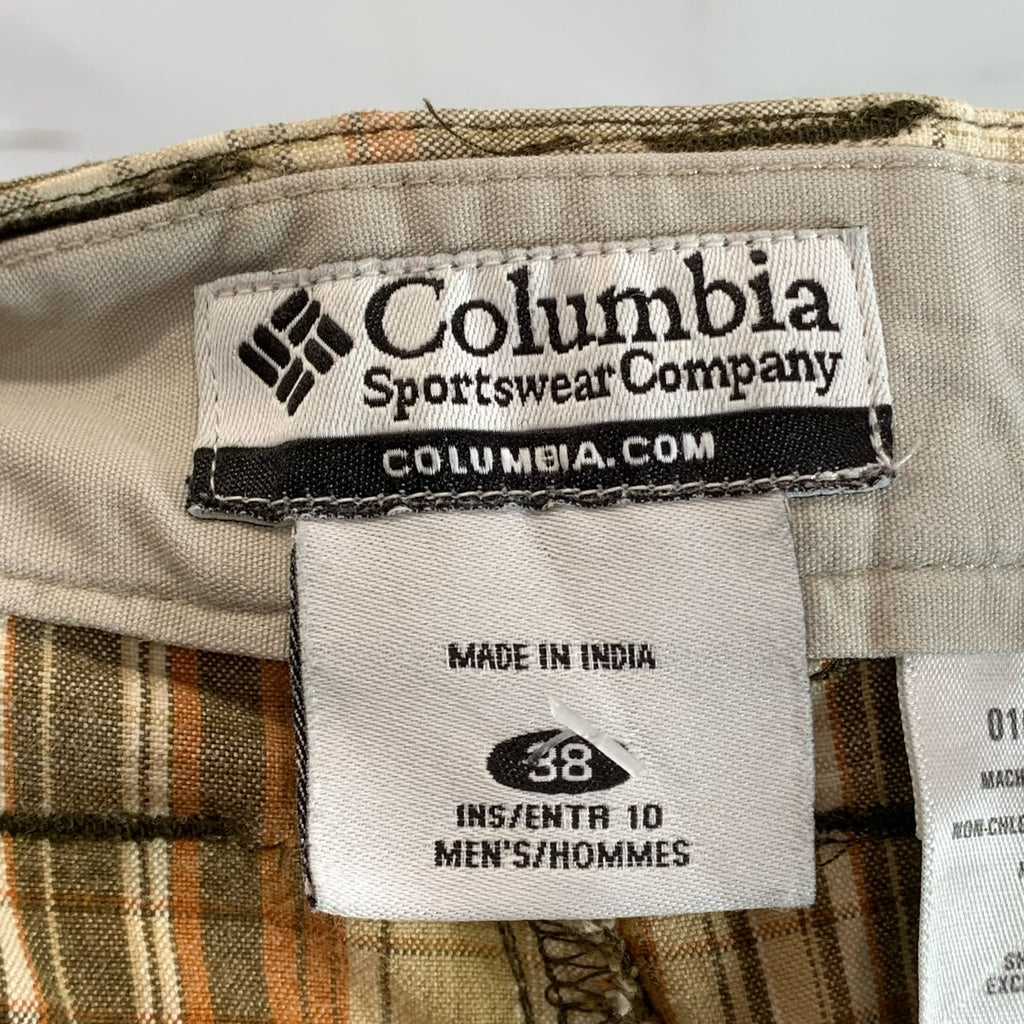 Columbia
Sportswear Company
COLUMBIA.COM
MADE IN INDIA
38
INS/ENTR 10
MEN'S/HOMMES